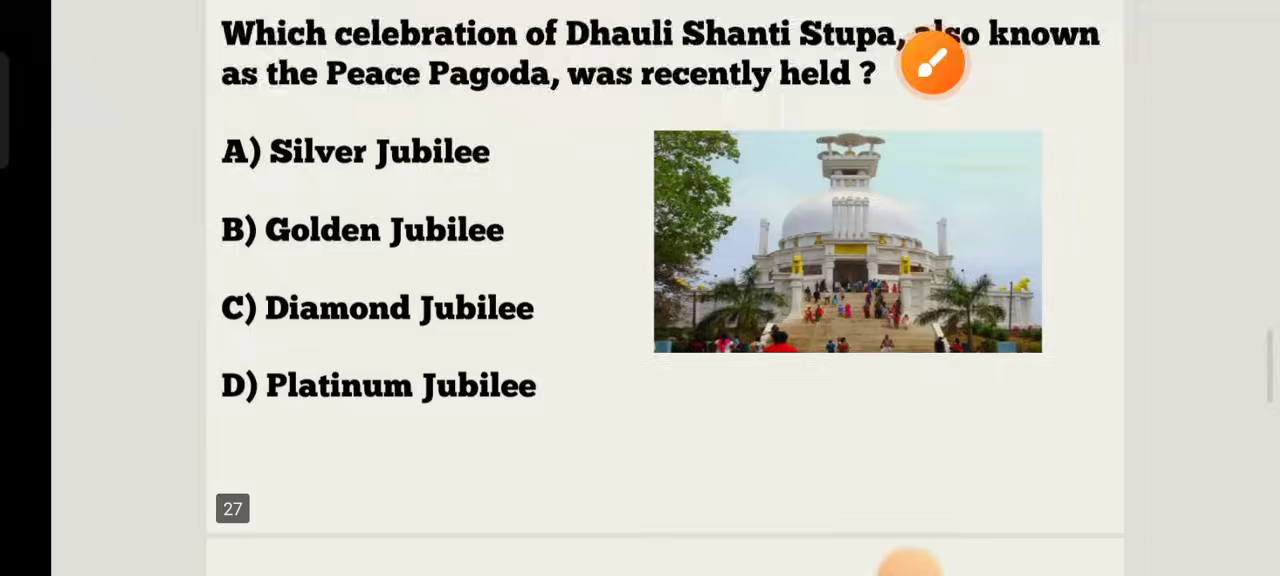 Which celebration of Dhauli Shanti Stupa, also known
as the Peace Pagoda, was recently held ?
A) Silver Jubilee
B) Golden Jubilee
C) Diamond Jubilee
D) Platinum Jubilee
27